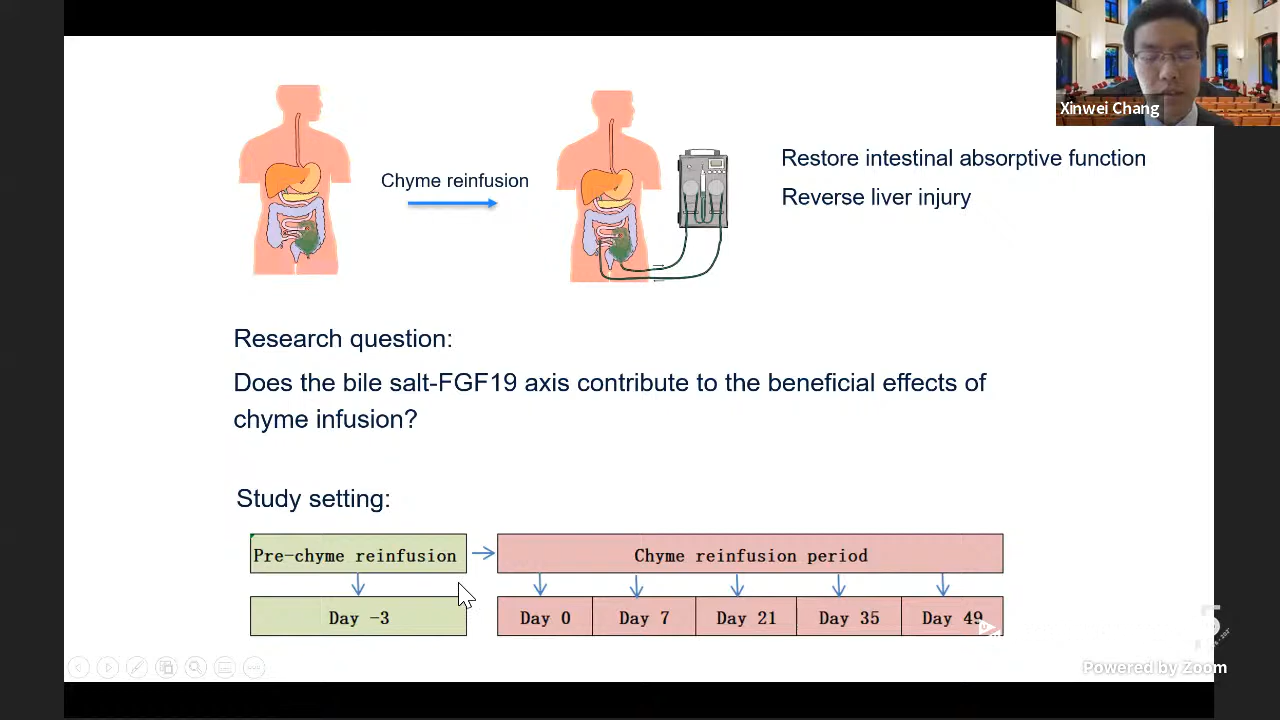 Xinwei Chang
Chyme reinfusion
Restore intestinal absorptive function
Reverse liver injury
Research question:
Does the bile salt-FGF19 axis contribute to the beneficial effects of
chyme infusion?
Study setting:
Pre-chyme reinfusion
Chyme reinfusion period
Day -3
Day 0
Day 7
Day 21
Day 35
Day 49
Powered by Zoom